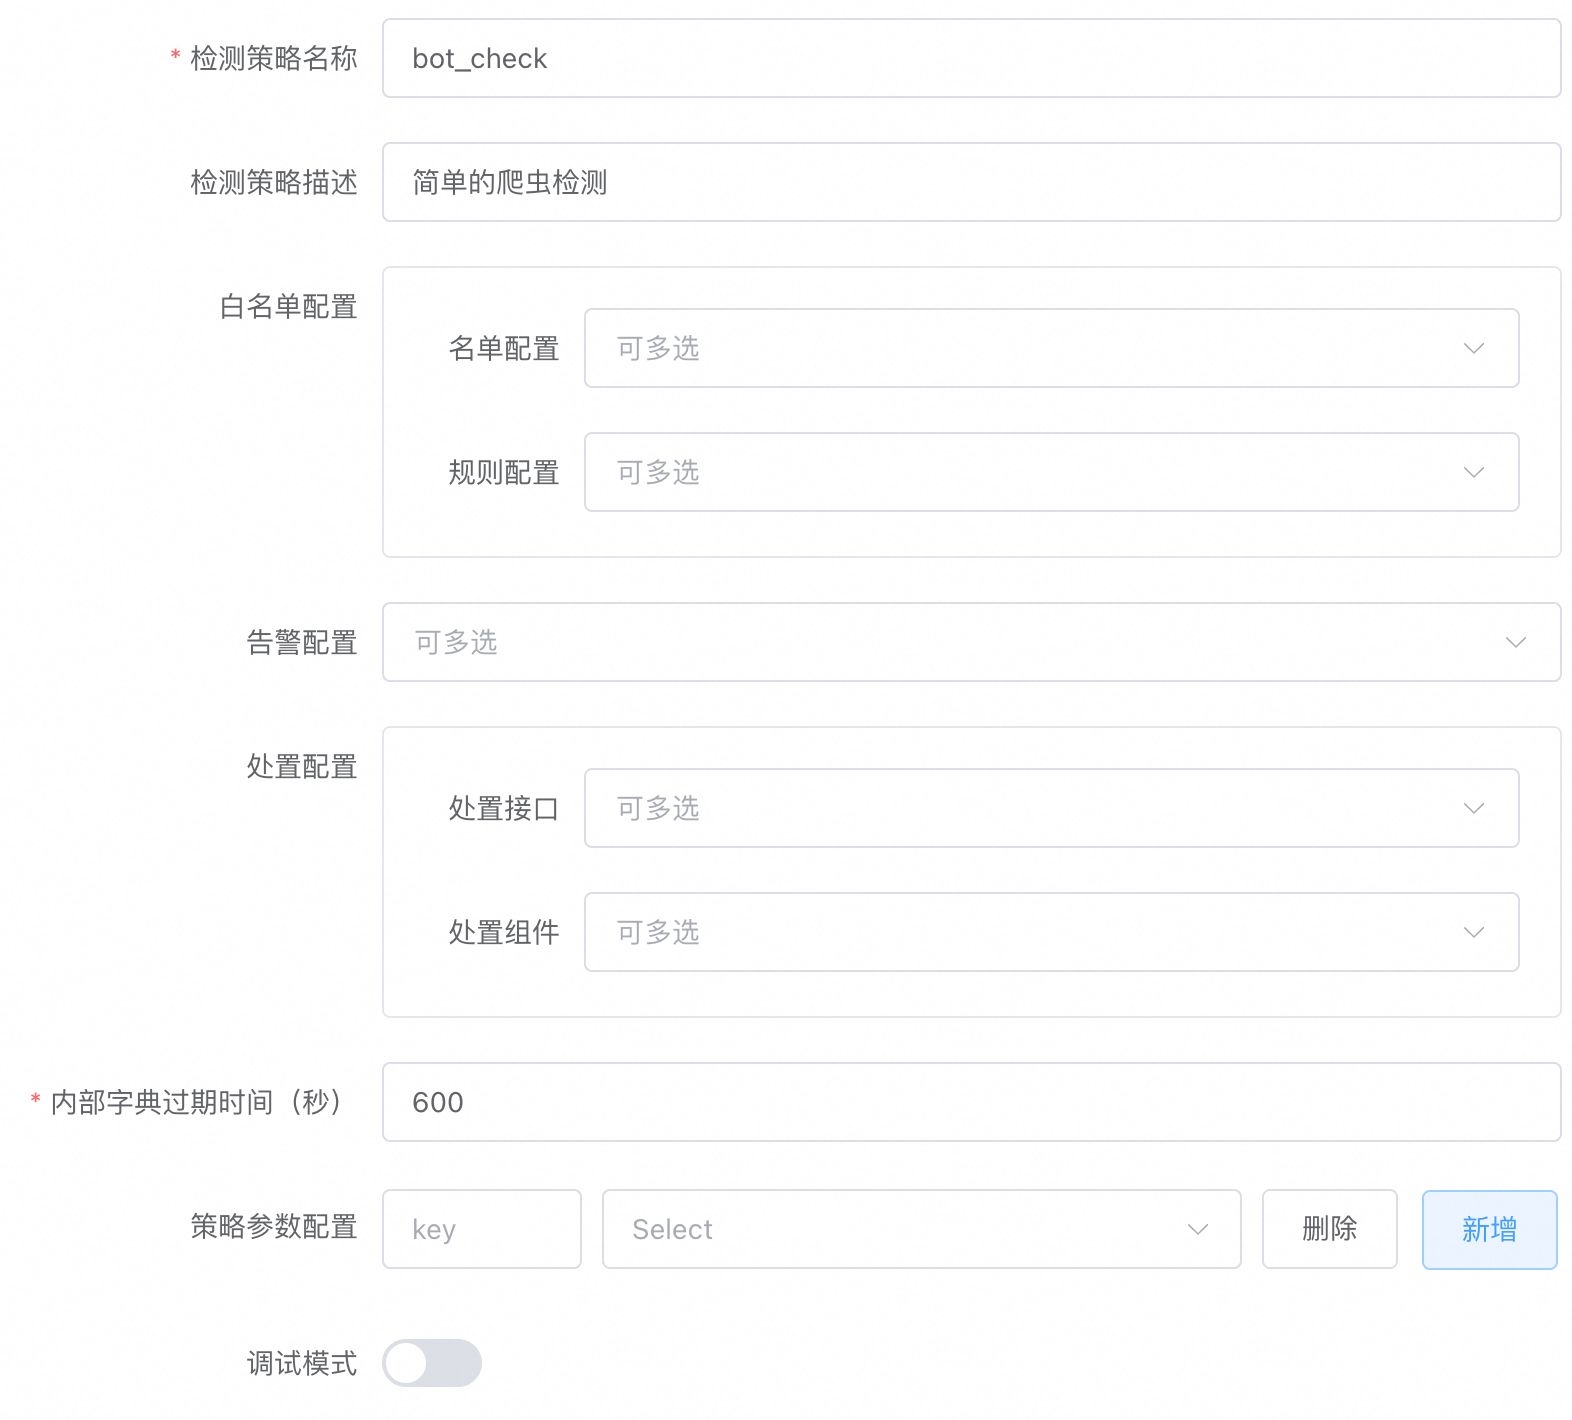 * 检测策略名称 bot_check
检测策略描述 简单的爬虫检测
白名单配置
名单配置 可多选
规则配置 可多选
告警配置 可多选
处置配置
处置接口 可多选
处置组件 可多选
* 内部字典过期时间（秒） 600
策略参数配置 key Select 删除 新增
调试模式